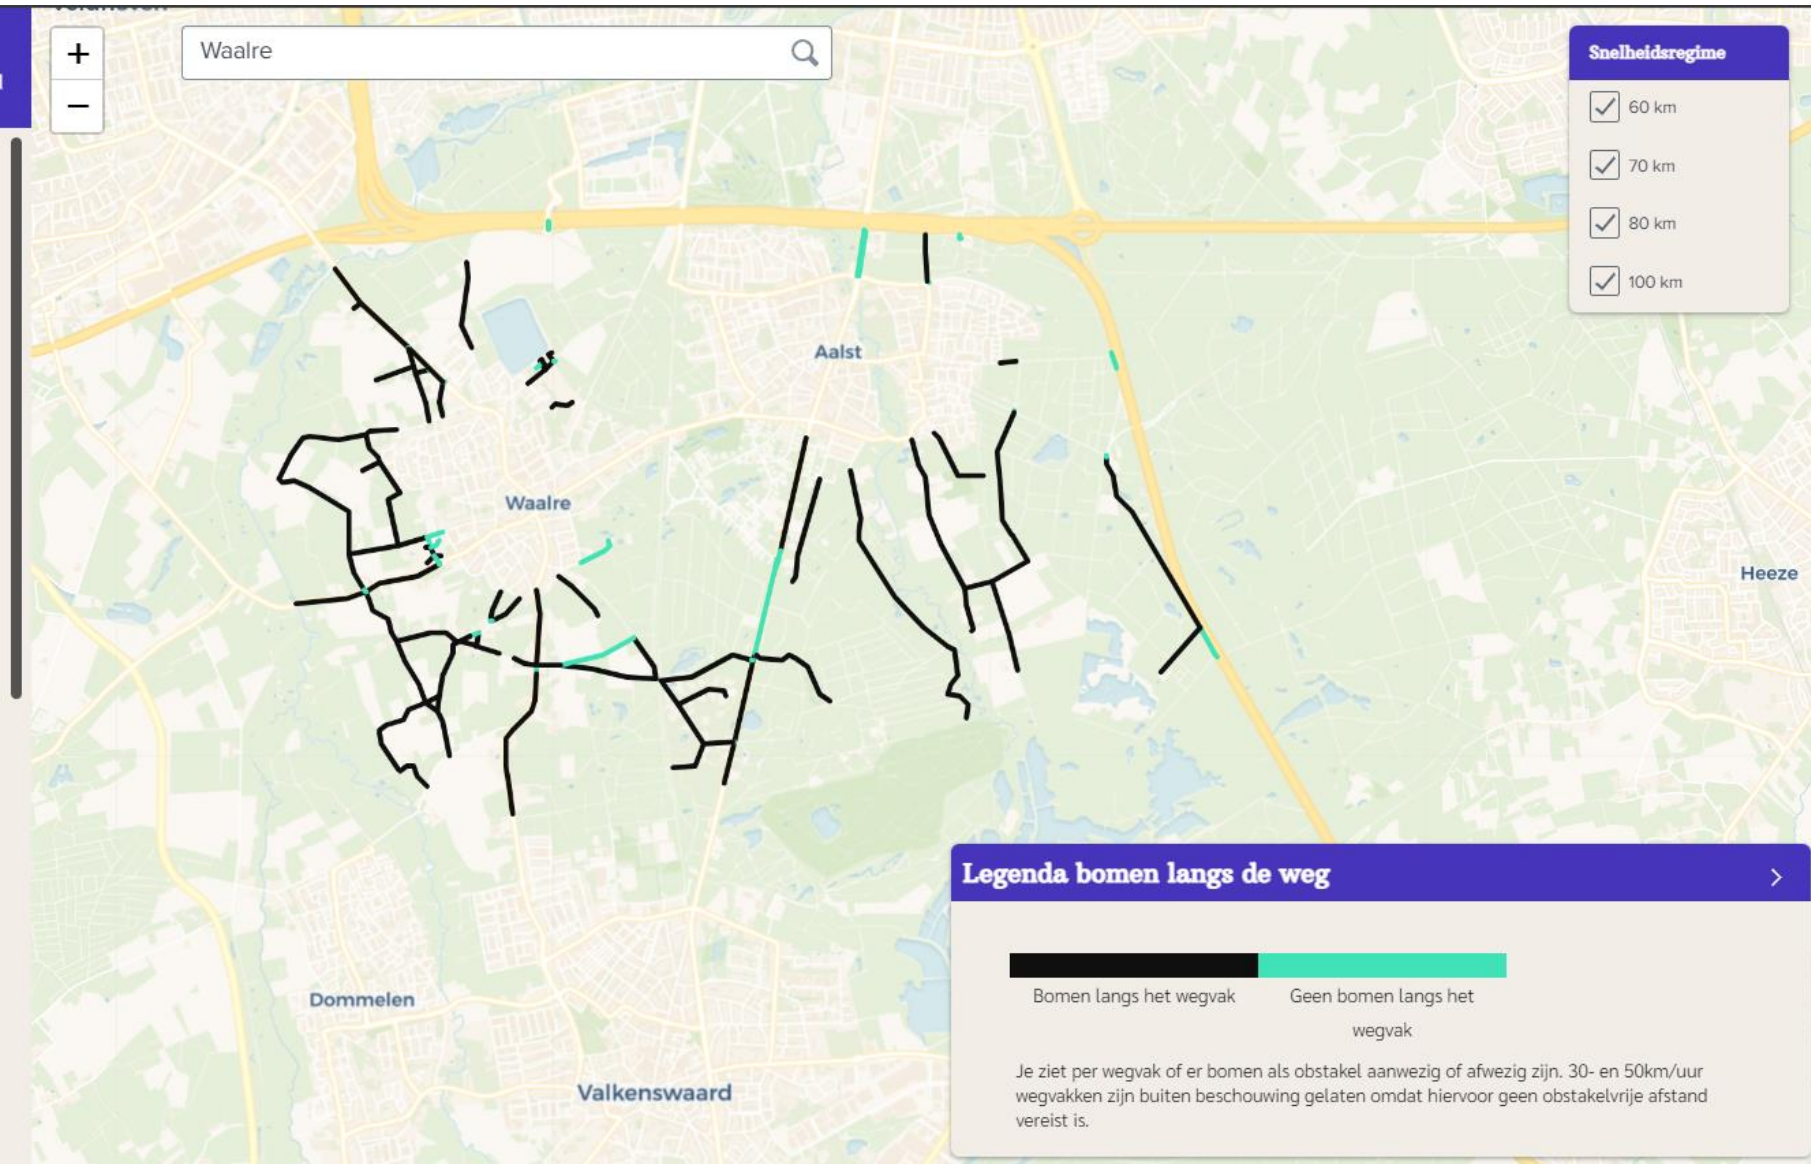 +
Waalre
−
Snelheidsregime
60 km
70 km
80 km
100 km
Aalst
Waalre
Heeze
Dommelen
Valkenswaard
Legenda bomen langs de weg
Bomen langs het wegvak
Geen bomen langs het
wegvak
Je ziet per wegvak of er bomen als obstakel aanwezig of afwezig zijn. 30- en 50km/uur
wegvakken zijn buiten beschouwing gelaten omdat hiervoor geen obstakelvrije afstand
vereist is.